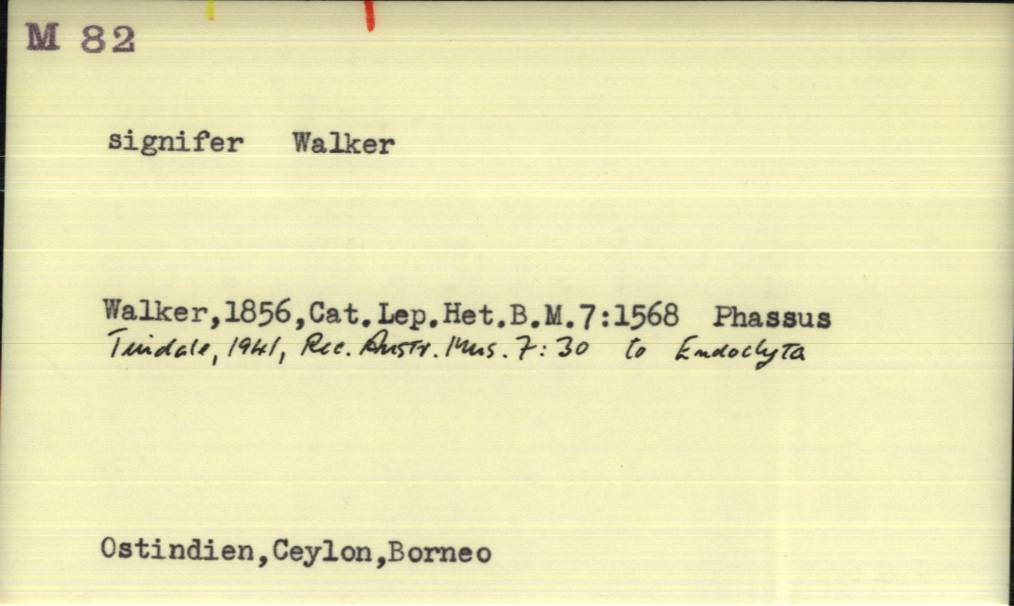 M 82
signifer Walker
Walker,1856,Cat.Lep.Het.B.M.7:1568 Phassus
Tindale, 1941, Rec. Austr. Mus. 7: 30 to Endoclyta
Ostindien,Ceylon,Borneo